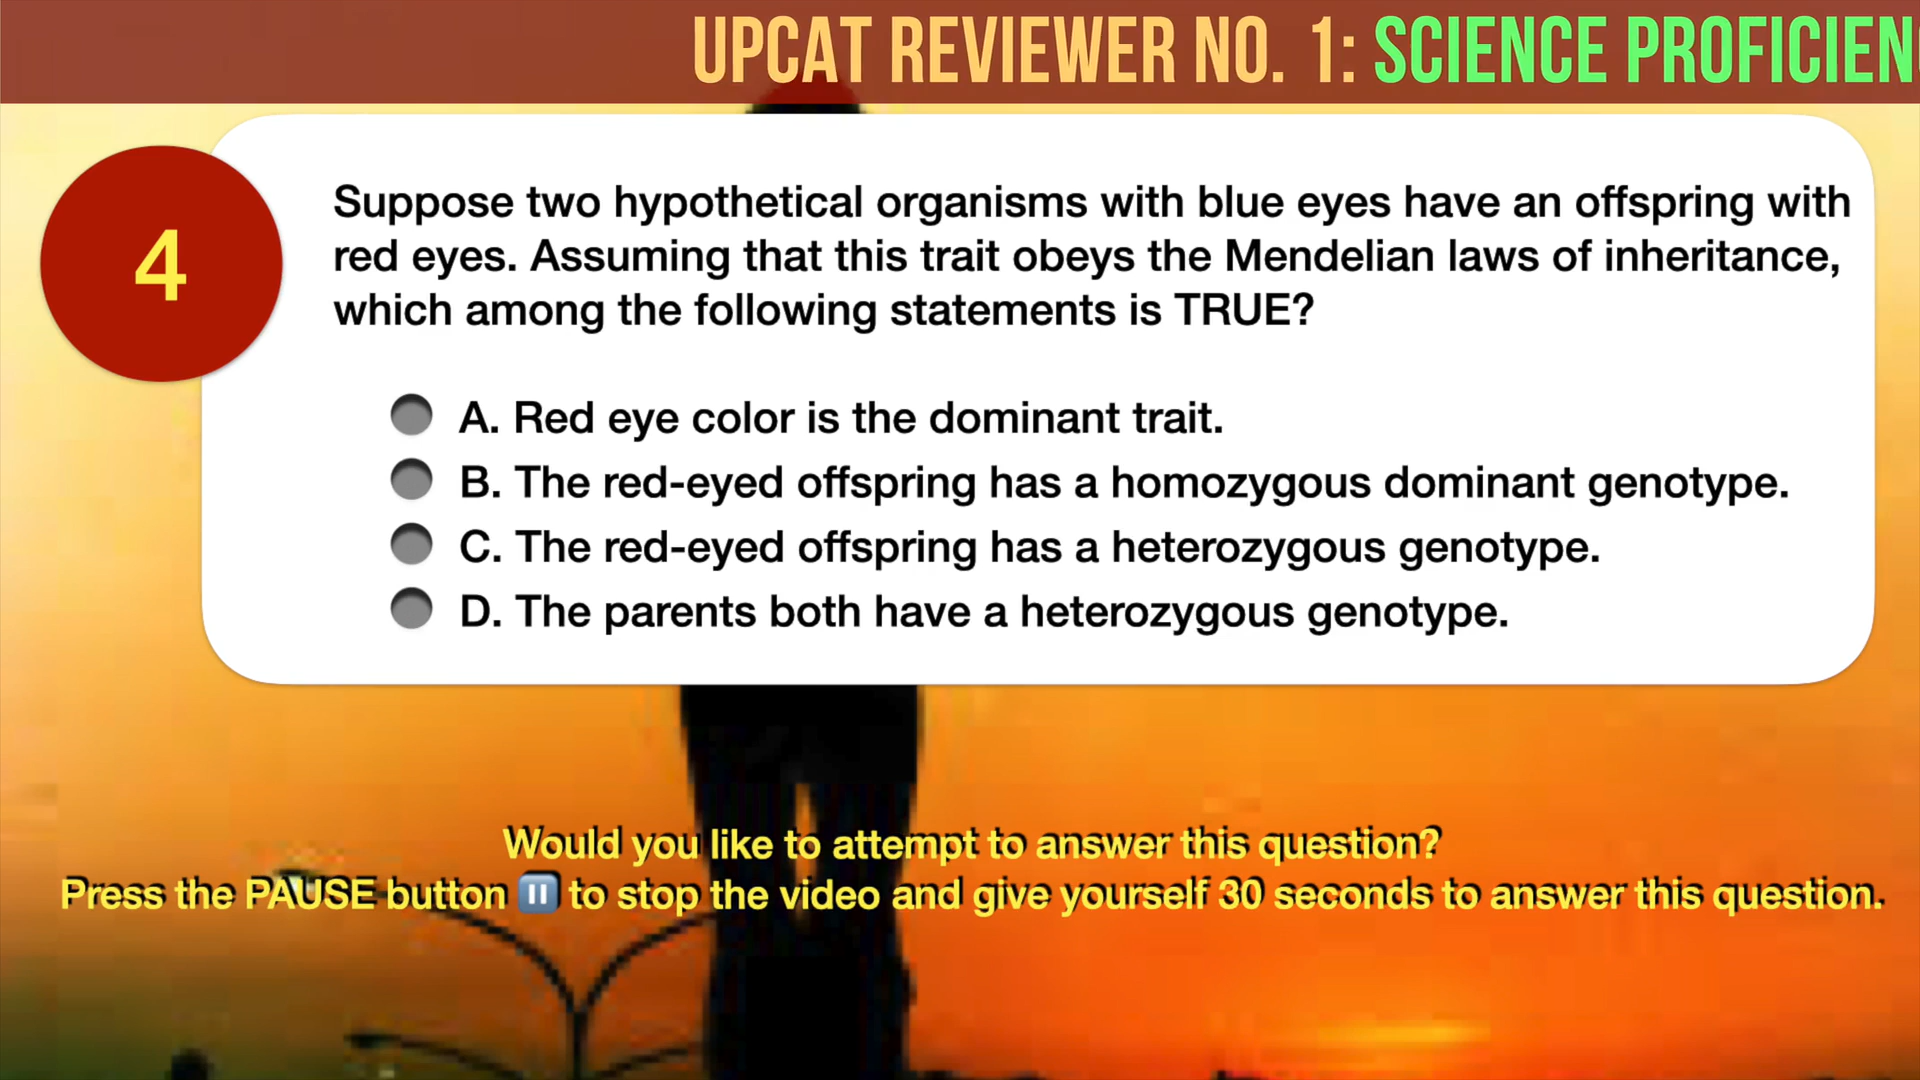 UPCAT REVIEWER NO. 1: SCIENCE PROFICIEN
4
Suppose two hypothetical organisms with blue eyes have an offspring with
red eyes. Assuming that this trait obeys the Mendelian laws of inheritance,
which among the following statements is TRUE?
A. Red eye color is the dominant trait.
B. The red-eyed offspring has a homozygous dominant genotype.
C. The red-eyed offspring has a heterozygous genotype.
D. The parents both have a heterozygous genotype.
Would you like to attempt to answer this question?
Press the PAUSE button ⏸️ to stop the video and give yourself 30 seconds to answer this question.